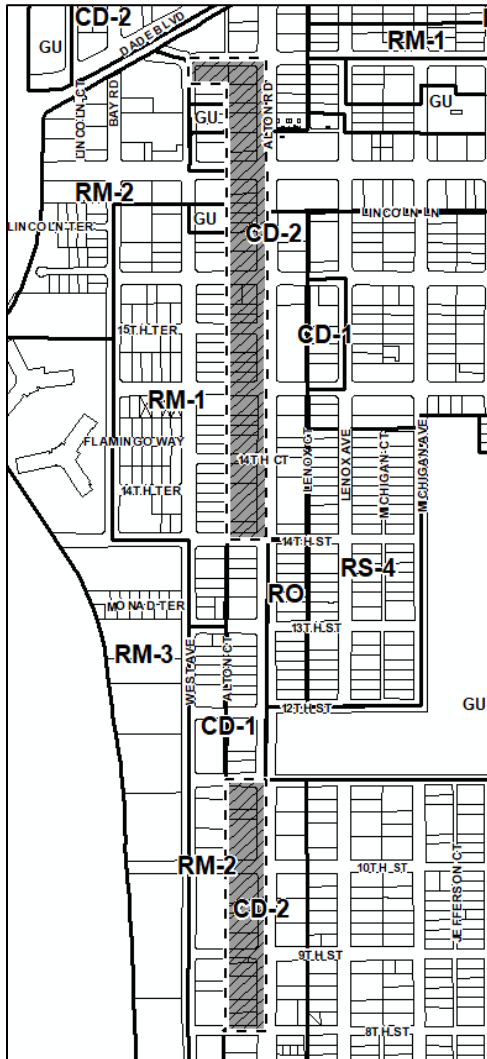 CD-2
DADE BLVD
RM-1
GU
LINCOLN CT
BAY RD
ALTON RD
GU
GU
RM-2
LINCOLN LN
GU
LINCOLN TER
CD-2
15TH TER
CD-1
RM-1
FLAMINGO WAY
14TH CT
LENOX CT
LENOX AVE
MICHIGAN CT
MICHIGAN AVE
14TH TER
14TH ST
RS-4
RO
MONAD TER
13TH ST
RM-3
WEST AVE
ALTON CT
12TH ST
GU
CD-1
RM-2
10TH ST
JEFFERSON CT
CD-2
9TH ST
8TH ST